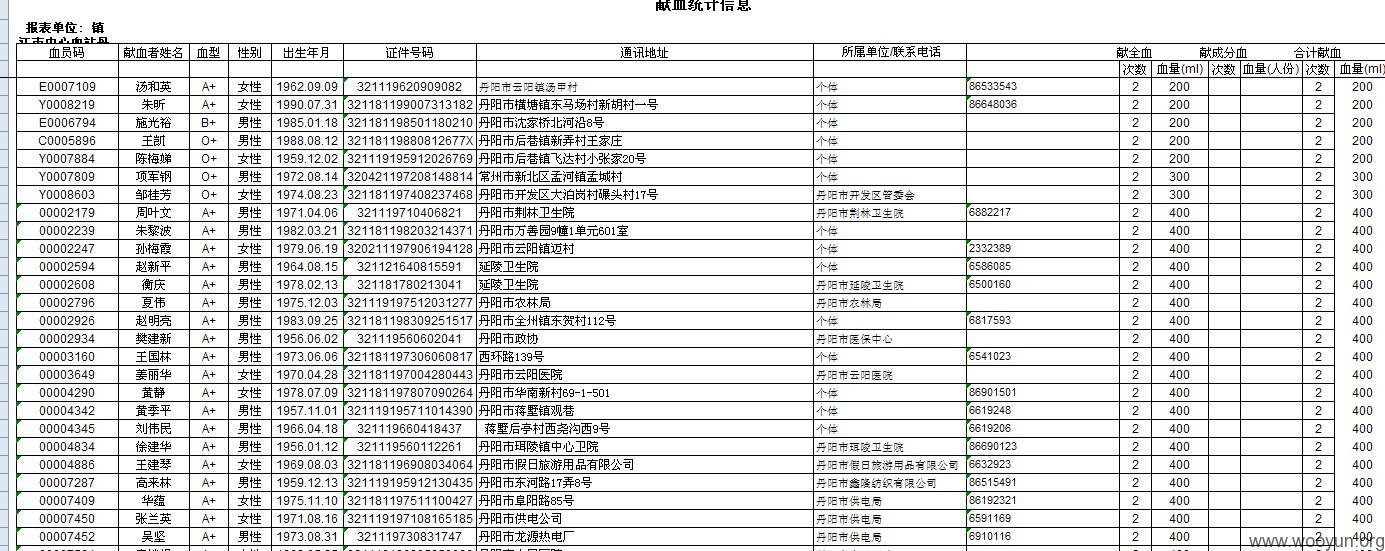 献血统计信息
报表单位：镇
江市中心血站丹
血员码 献血者姓名 血型 性别 出生年月 证件号码 通讯地址 所属单位/联系电话 献全血 献成分血 合计献血
次数 血量(ml) 次数 血量(人份) 次数 血量(ml)
E0007109 汤和英 A+ 女性 1962.09.09 321119620909082 丹阳市云阳镇汤甲村 个体 86533543 2 200 2 200
Y0008219 朱昕 A+ 女性 1990.07.31 321181199007313182 丹阳市横塘镇东马场村新胡村一号 个体 86648036 2 200 2 200
E0006794 施光裕 B+ 男性 1985.01.18 321181198501180210 丹阳市沈家桥北河沿8号 个体 2 200 2 200
C0005896 王凯 O+ 男性 1988.08.12 32118119880812677X 丹阳市后巷镇新弄村王家庄 个体 2 200 2 200
Y0007884 陈梅娣 O+ 女性 1959.12.02 321119195912026769 丹阳市后巷镇飞达村小张家20号 个体 2 200 2 200
Y0007809 项军钢 O+ 男性 1972.08.14 320421197208148814 常州市新北区孟河镇孟城村 个体 2 300 2 300
Y0008603 邹桂芳 O+ 女性 1974.08.23 321181197408237468 丹阳市开发区大泊岗村碾头村17号 丹阳市开发区管委会 2 300 2 300
00002179 周叶文 A+ 男性 1971.04.06 321119710406821 丹阳市荆林卫生院 丹阳市荆林卫生院 6882217 2 400 2 400
00002239 朱黎波 A+ 男性 1982.03.21 321181198203214371 丹阳市万善园9幢1单元601室 个体 2 400 2 400
00002247 孙梅霞 A+ 女性 1979.06.19 320211197906194128 丹阳市云阳镇迈村 个体 2332389 2 400 2 400
00002594 赵新平 A+ 男性 1964.08.15 321121640815591 延陵卫生院 个体 6586085 2 400 2 400
00002608 衡庆 A+ 男性 1978.02.13 321181780213041 延陵卫生院 丹阳市延陵卫生院 6500160 2 400 2 400
00002796 夏伟 A+ 男性 1975.12.03 321119197512031277 丹阳市农林局 丹阳市农林局 2 400 2 400
00002926 赵明亮 A+ 男性 1983.09.25 321181198309251517 丹阳市全州镇东贺村112号 个体 6817593 2 400 2 400
00002934 樊建新 A+ 男性 1956.06.02 321119560602041 丹阳市政协 丹阳市医保中心 2 400 2 400
00003160 王国林 A+ 男性 1973.06.06 321181197306060817 西环路139号 个体 6541023 2 400 2 400
00003649 姜丽华 A+ 女性 1970.04.28 321181197004280443 丹阳市云阳医院 丹阳市云阳医院 2 400 2 400
00004290 黄静 A+ 女性 1978.07.09 321181197807090264 丹阳市华南新村69-1-501 个体 86901501 2 400 2 400
00004342 黄季平 A+ 男性 1957.11.01 321119195711014390 丹阳市蒋墅镇观巷 个体 6619248 2 400 2 400
00004345 刘伟民 A+ 男性 1966.04.18 321119660418437 蒋墅后亭村西尧沟西9号 个体 6619206 2 400 2 400
00004834 徐建华 A+ 男性 1956.01.12 321119560112261 丹阳市珥陵镇中心卫院 丹阳市珥陵卫生院 86690123 2 400 2 400
00004886 王建琴 A+ 女性 1969.08.03 321181196908034064 丹阳市假日旅游用品有限公司 丹阳市假日旅游用品有限公司 6632923 2 400 2 400
00007287 高来林 A+ 男性 1959.12.13 321119195912130435 丹阳市东河路17弄8号 丹阳市鑫隆纺织有限公司 86515491 2 400 2 400
00007409 华蕴 A+ 女性 1975.11.10 321181197511100427 丹阳市阜阳路85号 丹阳市供电局 86192321 2 400 2 400
00007450 张兰英 A+ 女性 1971.08.16 321119197108165185 丹阳市供电公司 丹阳市供电局 6591169 2 400 2 400
00007452 吴坚 A+ 男性 1973.08.31 321119730831747 丹阳市龙源热电厂 丹阳市供电局 6910116 2 400 2 400
www.wooyun.org